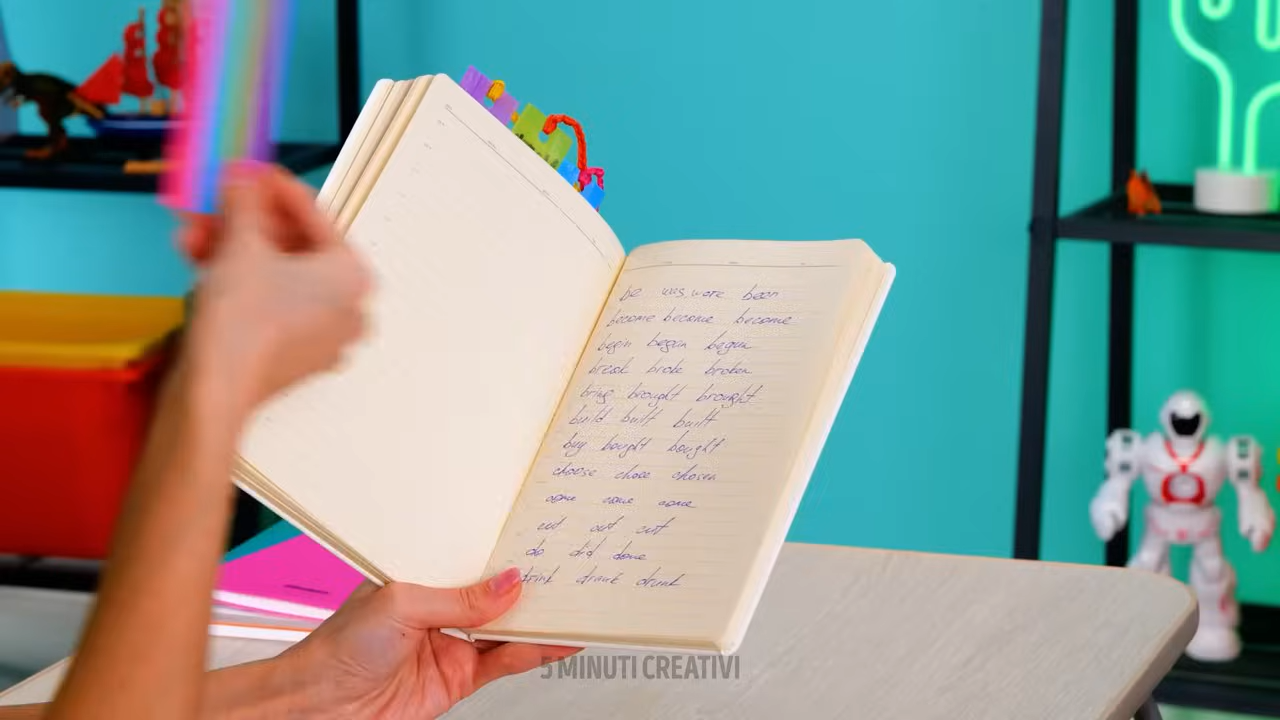 be was, were been
become became become
begin began begun
break broke broken
bring brought brought
build built built
buy bought bought
choose chose chosen
come came come
cut cut cut
do did done
drink drank drunk
5 MINUTI CREATIVI